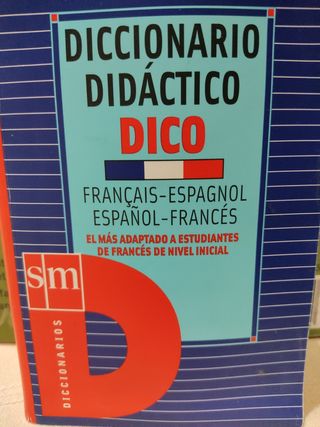 DICCIONARIO
DIDÁCTICO
DICO
FRANÇAIS-ESPAGNOL
ESPAÑOL-FRANCÉS
EL MÁS ADAPTADO A ESTUDIANTES
DE FRANCÉS DE NIVEL INICIAL
sm
DICCIONARIOS